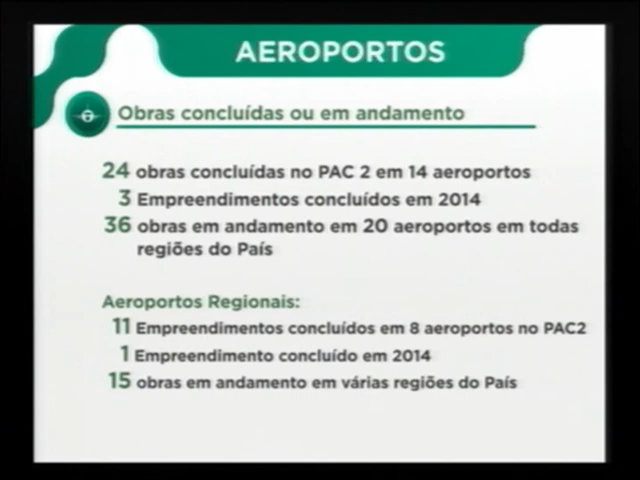 AEROPORTOS
Obras concluídas ou em andamento
24 obras concluídas no PAC 2 em 14 aeroportos
3 Empreendimentos concluídos em 2014
36 obras em andamento em 20 aeroportos em todas
regiões do País
Aeroportos Regionais:
11 Empreendimentos concluídos em 8 aeroportos no PAC2
1 Empreendimento concluído em 2014
15 obras em andamento em várias regiões do País